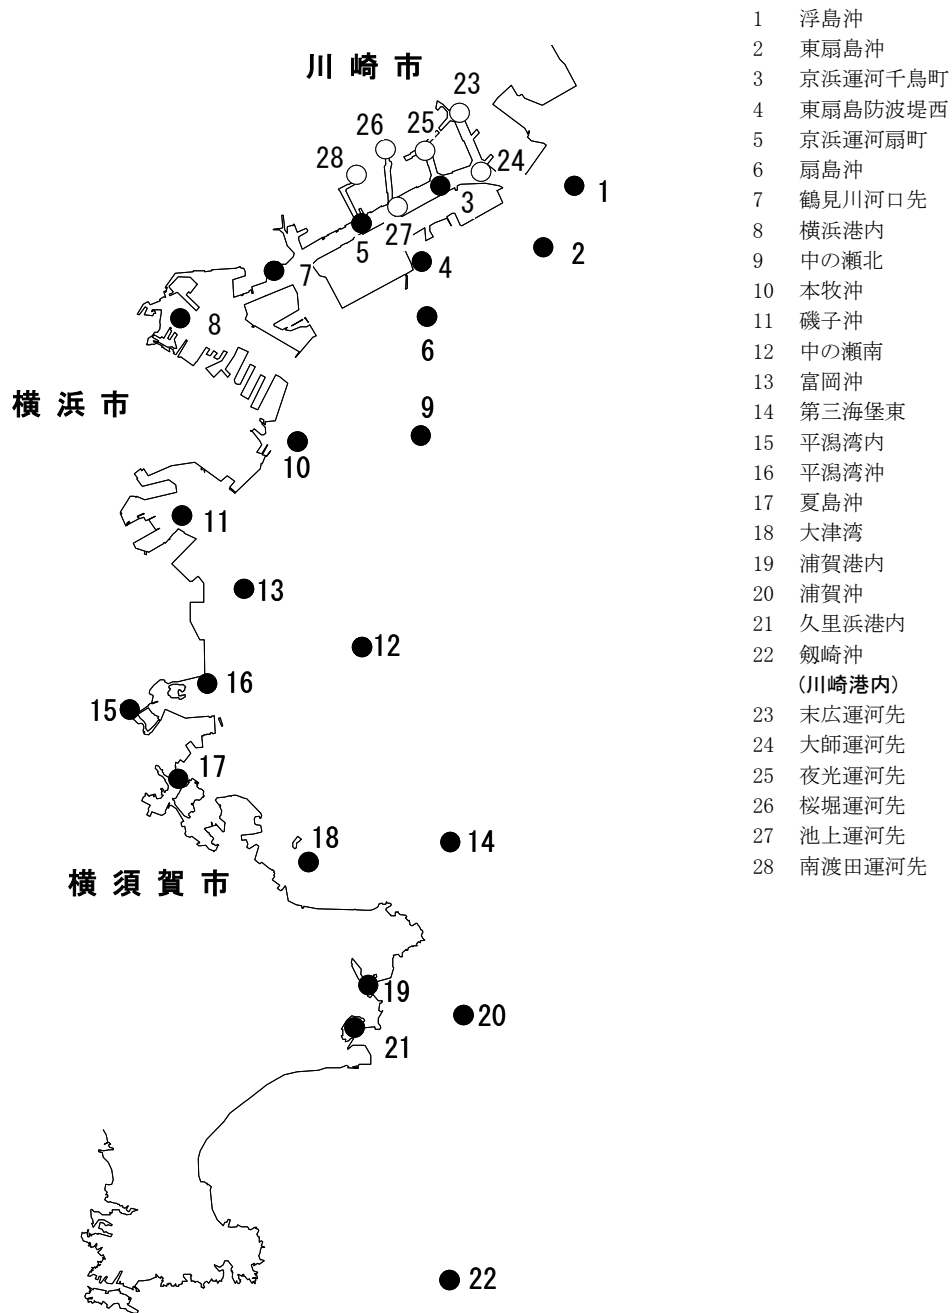 川崎市
23
25
26
28
24
1
3
27
5
2
4
7
8
6
横浜市
9
10
11
13
12
16
15
17
18
14
横須賀市
19
20
21
22
1 浮島沖
2 東扇島沖
3 京浜運河千鳥町
4 東扇島防波堤西
5 京浜運河扇町
6 扇島沖
7 鶴見川河口先
8 横浜港内
9 中の瀬北
10 本牧沖
11 磯子沖
12 中の瀬南
13 富岡沖
14 第三海堡東
15 平潟湾内
16 平潟湾沖
17 夏島沖
18 大津湾
19 浦賀港内
20 浦賀沖
21 久里浜港内
22 剱崎沖
(川崎港内)
23 末広運河先
24 大師運河先
25 夜光運河先
26 桜堀運河先
27 池上運河先
28 南渡田運河先